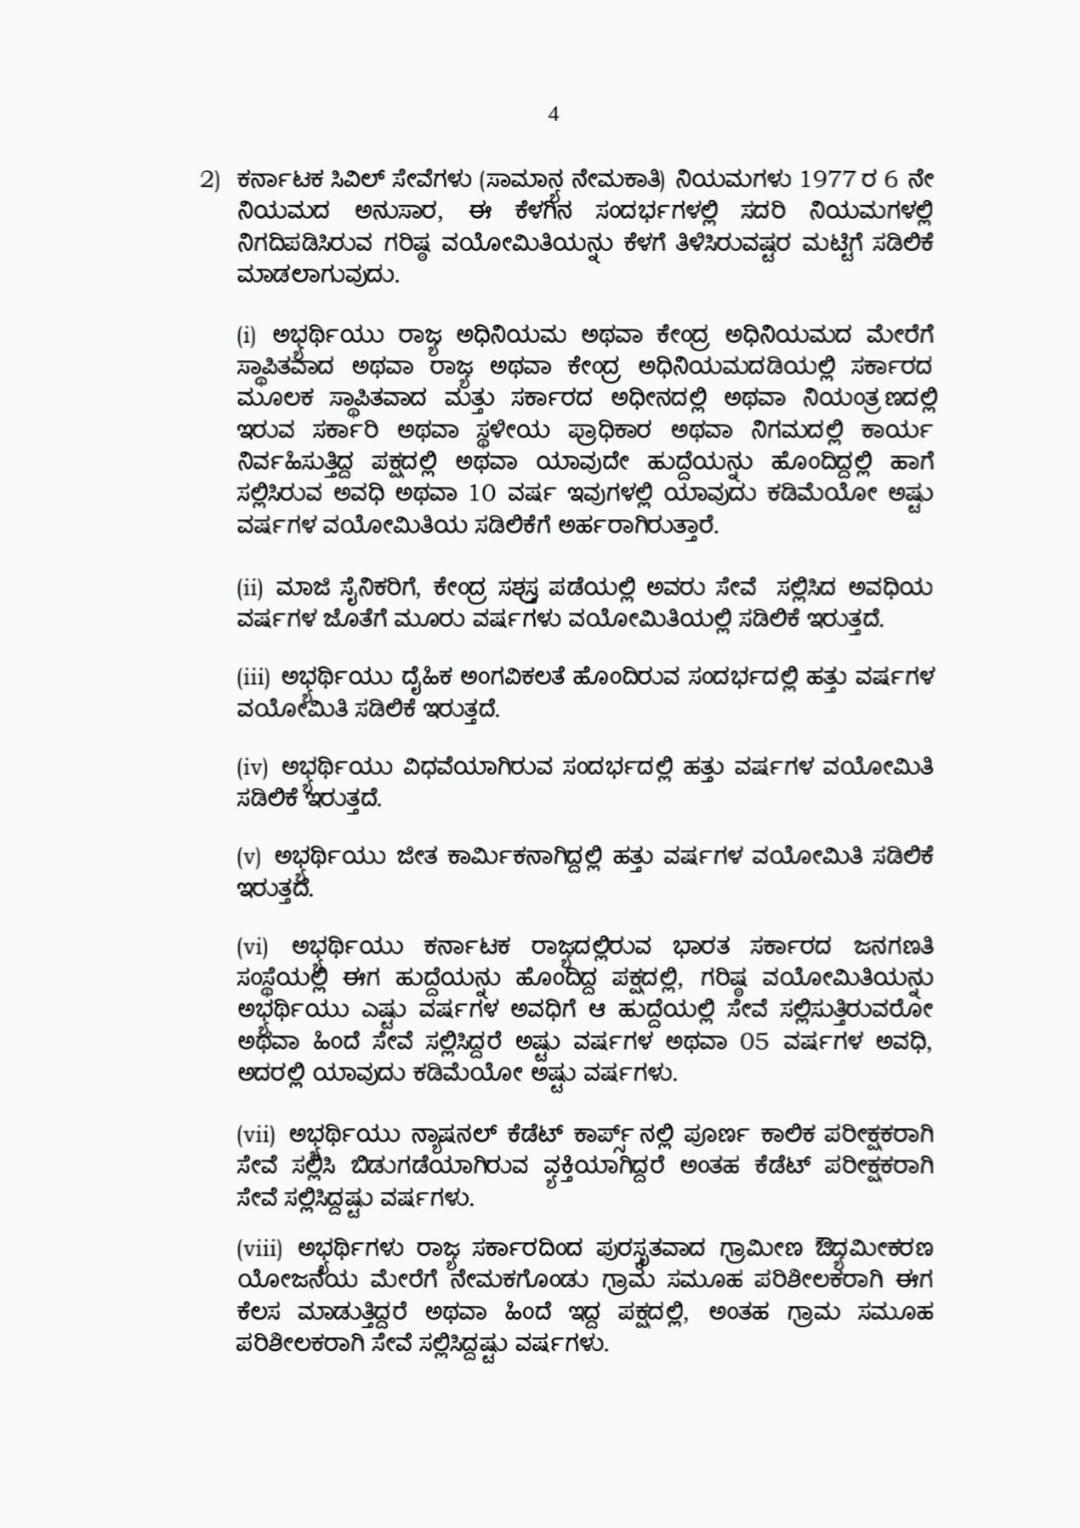 4
2) ಕರ್ನಾಟಕ ಸಿವಿಲ್ ಸೇವೆಗಳು (ಸಾಮಾನ್ಯ ನೇಮಕಾತಿ) ನಿಯಮಗಳು 1977 ರ 6 ನೇ
ನಿಯಮದ ಅನುಸಾರ, ಈ ಕೆಳಗಿನ ಸಂದರ್ಭಗಳಲ್ಲಿ ಸದರಿ ನಿಯಮಗಳಲ್ಲಿ
ನಿಗದಿಪಡಿಸಿರುವ ಗರಿಷ್ಠ ವಯೋಮಿತಿಯನ್ನು ಕೆಳಗೆ ತಿಳಿಸಿರುವಷ್ಟರ ಮಟ್ಟಿಗೆ ಸಡಿಲಿಕೆ
ಮಾಡಲಾಗುವುದು.
(i) ಅಭ್ಯರ್ಥಿಯು ರಾಜ್ಯ ಅಧಿನಿಯಮ ಅಥವಾ ಕೇಂದ್ರ ಅಧಿನಿಯಮದ ಮೇರೆಗೆ
ಸ್ಥಾಪಿತವಾದ ಅಥವಾ ರಾಜ್ಯ ಅಥವಾ ಕೇಂದ್ರ ಅಧಿನಿಯಮದಡಿಯಲ್ಲಿ ಸರ್ಕಾರದ
ಮೂಲಕ ಸ್ಥಾಪಿತವಾದ ಮತ್ತು ಸರ್ಕಾರದ ಅಧೀನದಲ್ಲಿ ಅಥವಾ ನಿಯಂತ್ರಣದಲ್ಲಿ
ಇರುವ ಸರ್ಕಾರಿ ಅಥವಾ ಸ್ಥಳೀಯ ಪ್ರಾಧಿಕಾರ ಅಥವಾ ನಿಗಮದಲ್ಲಿ ಕಾರ್ಯ
ನಿರ್ವಹಿಸುತ್ತಿದ್ದ ಪಕ್ಷದಲ್ಲಿ ಅಥವಾ ಯಾವುದೇ ಹುದ್ದೆಯನ್ನು ಹೊಂದಿದ್ದಲ್ಲಿ ಹಾಗೆ
ಸಲ್ಲಿಸಿರುವ ಅವಧಿ ಅಥವಾ 10 ವರ್ಷ ಇವುಗಳಲ್ಲಿ ಯಾವುದು ಕಡಿಮೆಯೋ ಅಷ್ಟು
ವರ್ಷಗಳ ವಯೋಮಿತಿಯ ಸಡಿಲಿಕೆಗೆ ಅರ್ಹರಾಗಿರುತ್ತಾರೆ.
(ii) ಮಾಜಿ ಸೈನಿಕರಿಗೆ, ಕೇಂದ್ರ ಸಶಸ್ತ್ರ ಪಡೆಯಲ್ಲಿ ಅವರು ಸೇವೆ ಸಲ್ಲಿಸಿದ ಅವಧಿಯ
ವರ್ಷಗಳ ಜೊತೆಗೆ ಮೂರು ವರ್ಷಗಳು ವಯೋಮಿತಿಯಲ್ಲಿ ಸಡಿಲಿಕೆ ಇರುತ್ತದೆ.
(iii) ಅಭ್ಯರ್ಥಿಯು ದೈಹಿಕ ಅಂಗವಿಕಲತೆ ಹೊಂದಿರುವ ಸಂದರ್ಭದಲ್ಲಿ ಹತ್ತು ವರ್ಷಗಳ
ವಯೋಮಿತಿ ಸಡಿಲಿಕೆ ಇರುತ್ತದೆ.
(iv) ಅಭ್ಯರ್ಥಿಯು ವಿಧವೆಯಾಗಿರುವ ಸಂದರ್ಭದಲ್ಲಿ ಹತ್ತು ವರ್ಷಗಳ ವಯೋಮಿತಿ
ಸಡಿಲಿಕೆ ಇರುತ್ತದೆ.
(v) ಅಭ್ಯರ್ಥಿಯು ಜೀತ ಕಾರ್ಮಿಕನಾಗಿದ್ದಲ್ಲಿ ಹತ್ತು ವರ್ಷಗಳ ವಯೋಮಿತಿ ಸಡಿಲಿಕೆ
ಇರುತ್ತದೆ.
(vi) ಅಭ್ಯರ್ಥಿಯು ಕರ್ನಾಟಕ ರಾಜ್ಯದಲ್ಲಿರುವ ಭಾರತ ಸರ್ಕಾರದ ಜನಗಣತಿ
ಸಂಸ್ಥೆಯಲ್ಲಿ ಈಗ ಹುದ್ದೆಯನ್ನು ಹೊಂದಿದ್ದ ಪಕ್ಷದಲ್ಲಿ, ಗರಿಷ್ಠ ವಯೋಮಿತಿಯನ್ನು
ಅಭ್ಯರ್ಥಿಯು ಎಷ್ಟು ವರ್ಷಗಳ ಅವಧಿಗೆ ಆ ಹುದ್ದೆಯಲ್ಲಿ ಸೇವೆ ಸಲ್ಲಿಸುತ್ತಿರುವರೋ
ಅಥವಾ ಹಿಂದೆ ಸೇವೆ ಸಲ್ಲಿಸಿದ್ದರೆ ಅಷ್ಟು ವರ್ಷಗಳ ಅಥವಾ 05 ವರ್ಷಗಳ ಅವಧಿ,
ಅದರಲ್ಲಿ ಯಾವುದು ಕಡಿಮೆಯೋ ಅಷ್ಟು ವರ್ಷಗಳು.
(vii) ಅಭ್ಯರ್ಥಿಯು ನ್ಯಾಷನಲ್ ಕೆಡೆಟ್ ಕಾರ್ಪ್ಸ್ ನಲ್ಲಿ ಪೂರ್ಣ ಕಾಲಿಕ ಪರೀಕ್ಷಕರಾಗಿ
ಸೇವೆ ಸಲ್ಲಿಸಿ ಬಿಡುಗಡೆಯಾಗಿರುವ ವ್ಯಕ್ತಿಯಾಗಿದ್ದರೆ ಅಂತಹ ಕೆಡೆಟ್ ಪರೀಕ್ಷಕರಾಗಿ
ಸೇವೆ ಸಲ್ಲಿಸಿದ್ದಷ್ಟು ವರ್ಷಗಳು.
(viii) ಅಭ್ಯರ್ಥಿಗಳು ರಾಜ್ಯ ಸರ್ಕಾರದಿಂದ ಪುರಸ್ಕೃತವಾದ ಗ್ರಾಮೀಣ ಔದ್ಯಮೀಕರಣ
ಯೋಜನೆಯ ಮೇರೆಗೆ ನೇಮಕಗೊಂಡು ಗ್ರಾಮ ಸಮೂಹ ಪರಿಶೀಲಕರಾಗಿ ಈಗ
ಕೆಲಸ ಮಾಡುತ್ತಿದ್ದರೆ ಅಥವಾ ಹಿಂದೆ ಇದ್ದ ಪಕ್ಷದಲ್ಲಿ, ಅಂತಹ ಗ್ರಾಮ ಸಮೂಹ
ಪರಿಶೀಲಕರಾಗಿ ಸೇವೆ ಸಲ್ಲಿಸಿದ್ದಷ್ಟು ವರ್ಷಗಳು.